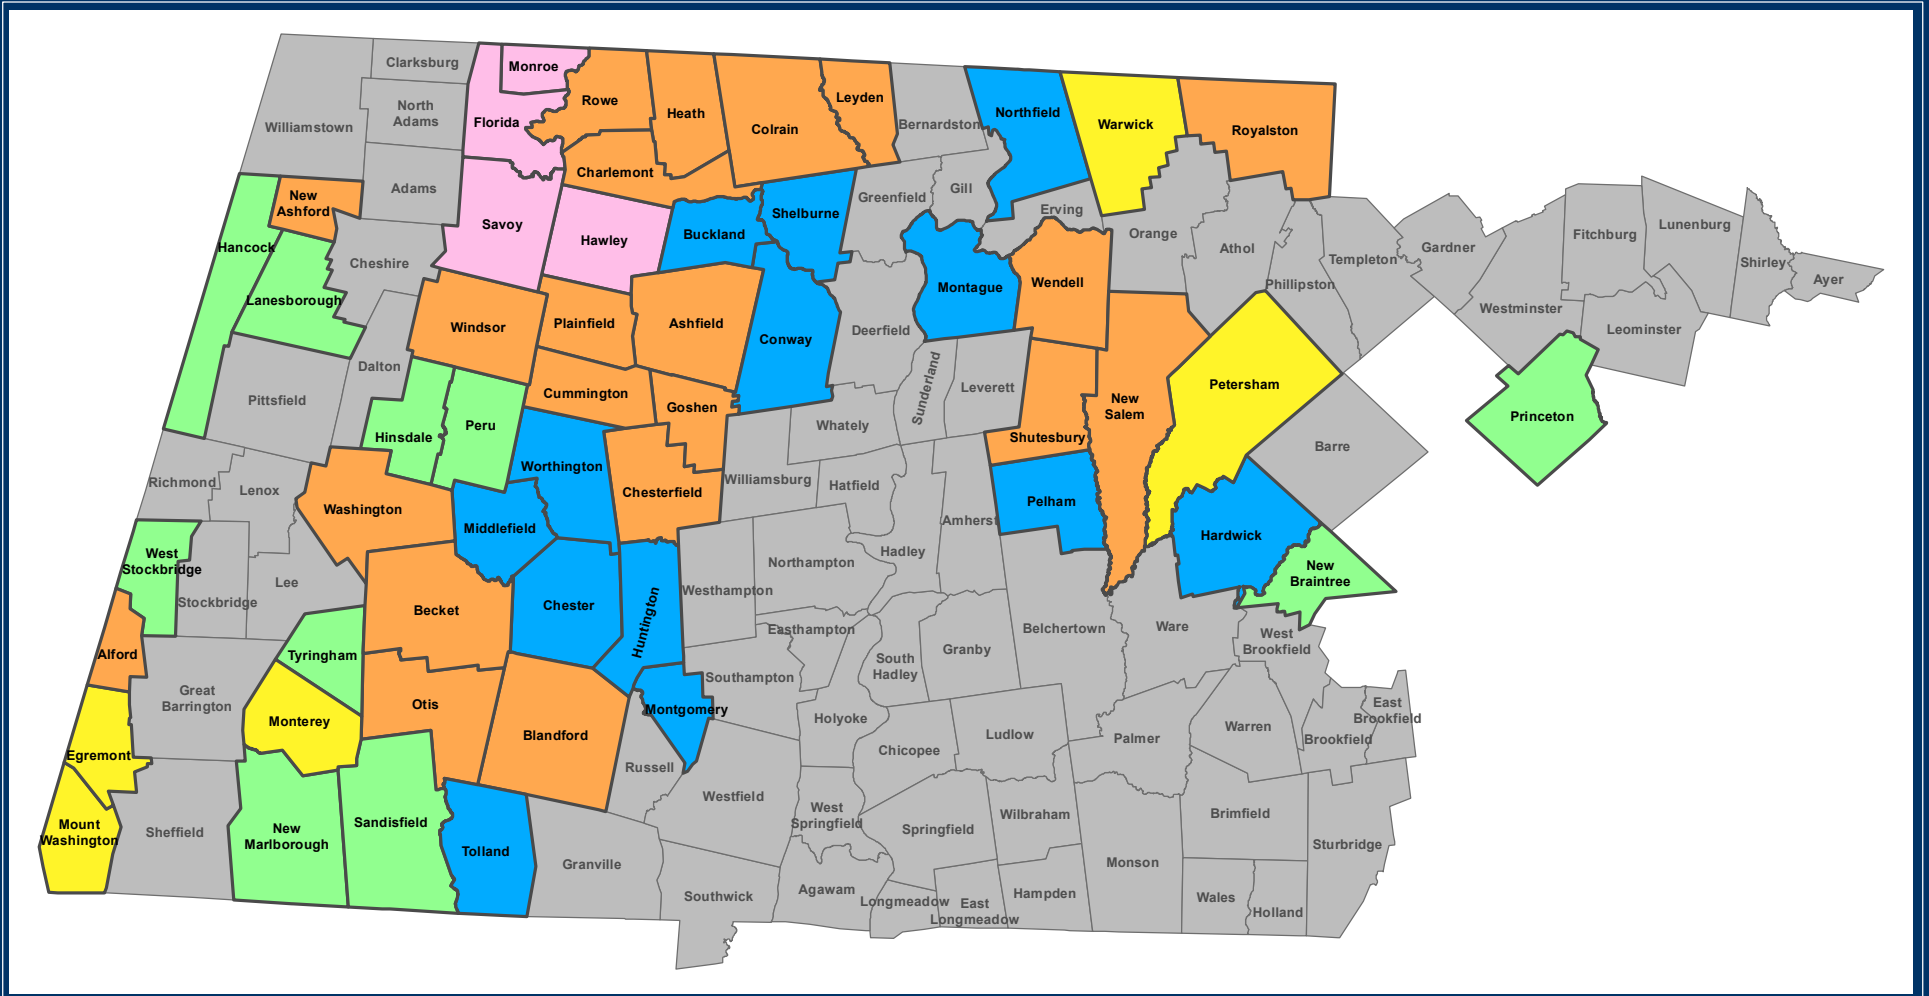 Clarksburg
Monroe
North
Adams
Williamstown
Florida
Rowe
Heath
Colrain
Leyden
Bernardston
Northfield
Warwick
Royalston
Charlemont
Adams
New
Ashford
Savoy
Hawley
Buckland
Shelburne
Greenfield
Gill
Erving
Orange
Athol
Phillipston
Templeton
Gardner
Westminster
Fitchburg
Lunenburg
Shirley
Ayer
Leominster
Princeton
Hancock
Lanesborough
Cheshire
Windsor
Plainfield
Ashfield
Conway
Deerfield
Montague
Wendell
Petersham
Barre
Dalton
Pittsfield
Hinsdale
Peru
Cummington
Goshen
Whately
Sunderland
Leverett
Shutesbury
New
Salem
Richmond
Lenox
Washington
Middlefield
Worthington
Chesterfield
Williamsburg
Hatfield
Amherst
Pelham
Hardwick
New
Braintree
West
Stockbridge
Stockbridge
Lee
Becket
Chester
Huntington
Westhampton
Northampton
Hadley
Easthampton
South
Hadley
Granby
Belchertown
Ware
West
Brookfield
Alford
Great
Barrington
Tyringham
Monterey
Otis
Blandford
Montgomery
Southampton
Holyoke
Chicopee
Ludlow
Palmer
Warren
Brookfield
East
Brookfield
Egremont
Mount
Washington
Sheffield
New
Marlborough
Sandisfield
Tolland
Granville
Russell
Westfield
West
Springfield
Springfield
Wilbraham
Brimfield
Sturbridge
Southwick
Agawam
Longmeadow
East
Longmeadow
Hampden
Monson
Wales
Holland